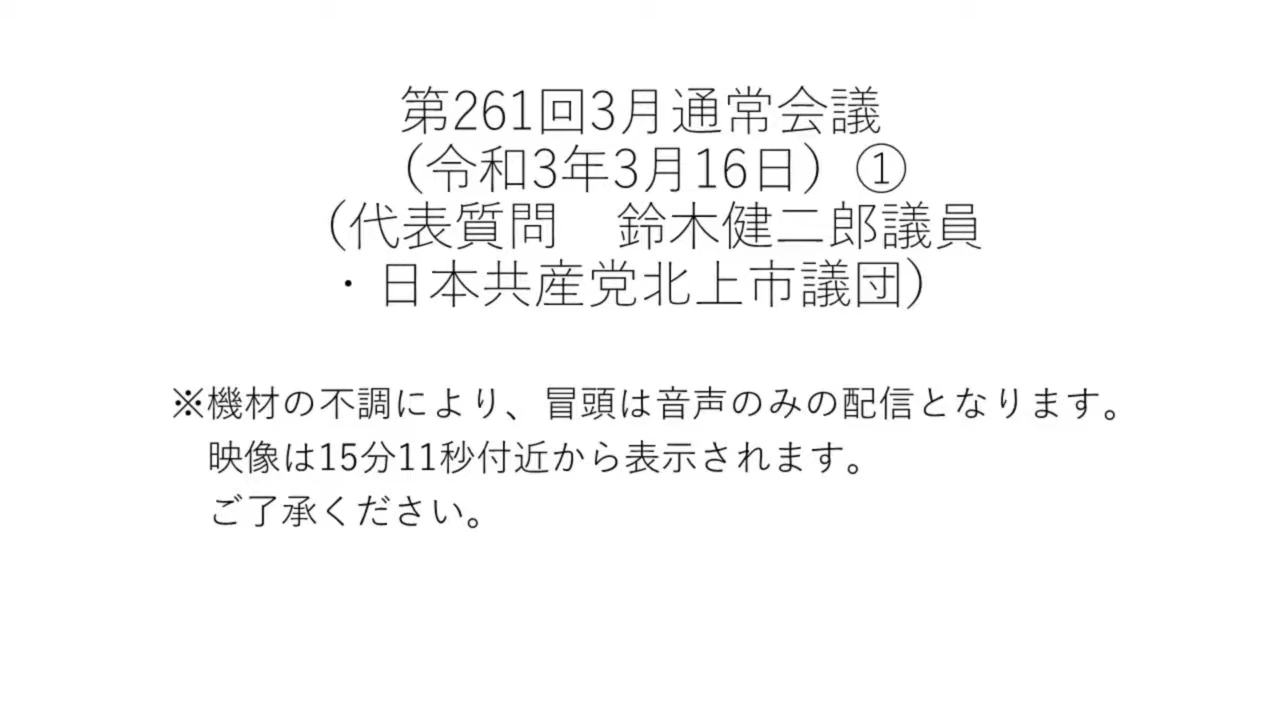 第261回3月通常会議
（令和3年3月16日）①
（代表質問　鈴木健二郎議員
・日本共産党北上市議団）
※機材の不調により、冒頭は音声のみの配信となります。
映像は15分11秒付近から表示されます。
ご了承ください。